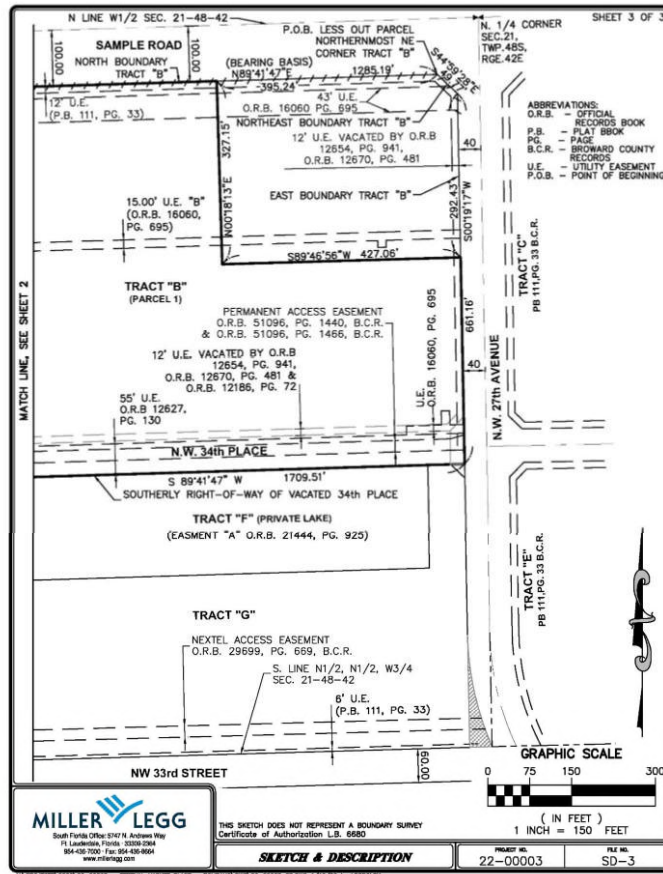 N LINE W1/2 SEC. 21-48-42
SHEET 3 OF 3
N. 1/4 CORNER
SEC.21,
TWP.48S,
RGE.42E
P.O.B. LESS OUT PARCEL
NORTHERNMOST NE
CORNER TRACT "B"
100.00
SAMPLE ROAD
100.00
NORTH BOUNDARY
TRACT "B"
(BEARING BASIS)
N89°41'47"E 1285.19'
395.24'
S44°59'28"E
12' U.E.
(P.B. 111, PG. 33)
43' U.E.
O.R.B. 16060 PG. 695
NORTHEAST BOUNDARY TRACT "B"
12' U.E. VACATED BY O.R.B
12654, PG. 941,
O.R.B. 12670, PG. 481
40
ABBREVIATIONS:
O.R.B. – OFFICIAL
RECORDS BOOK
P.B. – PLAT BBOK
PG. – PAGE
B.C.R. – BROWARD COUNTY
RECORDS
U.E. – UTILITY EASEMENT
P.O.B. – POINT OF BEGINNING
327.15'
N00°18'13"E
EAST BOUNDARY TRACT "B"
292.43'
S00°19'17"W
15.00' U.E. "B"
(O.R.B. 16060,
PG. 695)
S89°46'56"W 427.06'
TRACT "B"
(PARCEL 1)
TRACT "C"
PB 111,PG. 33 B.C.R.
MATCH LINE, SEE SHEET 2
PERMANENT ACCESS EASEMENT
O.R.B. 51096, PG. 1440, B.C.R.
& O.R.B. 51096, PG. 1466, B.C.R.
12' U.E. VACATED BY O.R.B
12654, PG. 941,
O.R.B. 12670, PG. 481 &
O.R.B. 12186, PG. 72
U.E.
O.R.B. 16060, PG. 695
661.16'
40
N.W. 27th AVENUE
55' U.E.
O.R.B 12627,
PG. 130
N.W. 34th PLACE
S 89°41'47" W 1709.51'
SOUTHERLY RIGHT-OF-WAY OF VACATED 34th PLACE
TRACT "F" (PRIVATE LAKE)
(EASMENT "A" O.R.B. 21444, PG. 925)
TRACT "E"
PB 111,PG. 33 B.C.R.
TRACT "G"
NEXTEL ACCESS EASEMENT
O.R.B. 29699, PG. 669, B.C.R.
S. LINE N1/2, N1/2, W3/4
SEC. 21-48-42
6' U.E.
(P.B. 111, PG. 33)
60.00
NW 33rd STREET
GRAPHIC SCALE
0 75 150 300
( IN FEET )
1 INCH = 150 FEET
MILLER LEGG
South Florida Office: 5747 N. Andrews Way
Ft. Lauderdale, Florida · 33309-2364
954-436-7000 · Fax: 954-436-8664
www.millerlegg.com
THIS SKETCH DOES NOT REPRESENT A BOUNDARY SURVEY
Certificate of Authorization L.B. 6680
SKETCH & DESCRIPTION
PROJECT NO.
22-00003
FILE NO.
SD-3